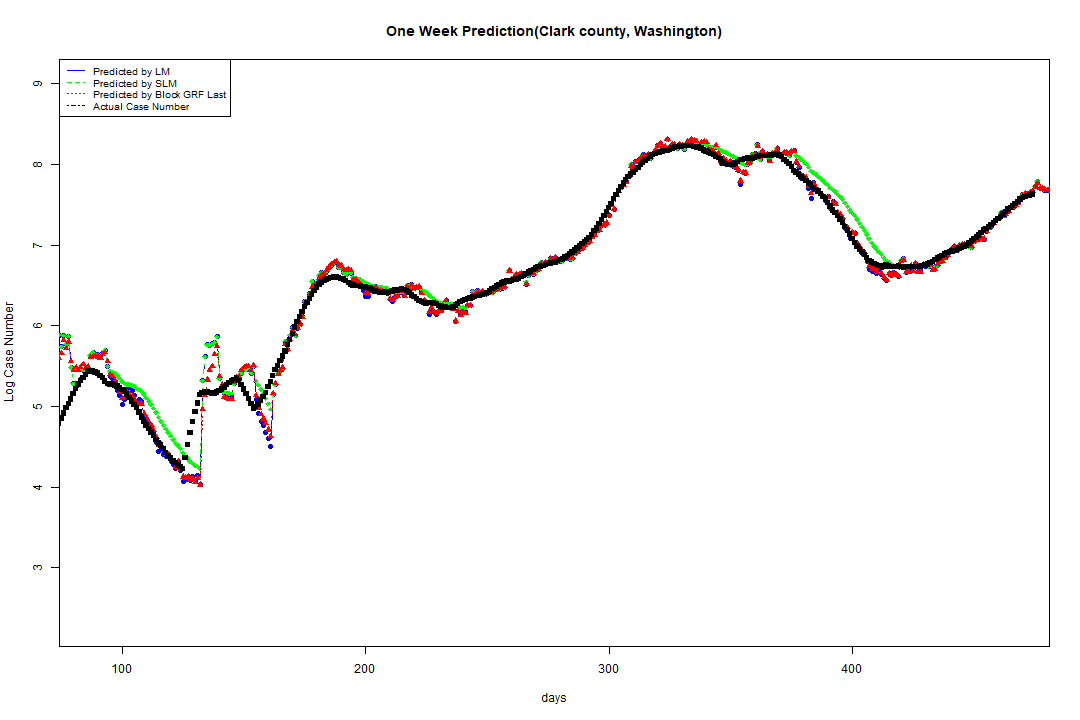 One Week Prediction(Clark county, Washington)
Predicted by LM
Predicted by SLM
Predicted by Block GRF Last
Actual Case Number
9
8
7
6
5
4
3
Log Case Number
100 200 300 400
days